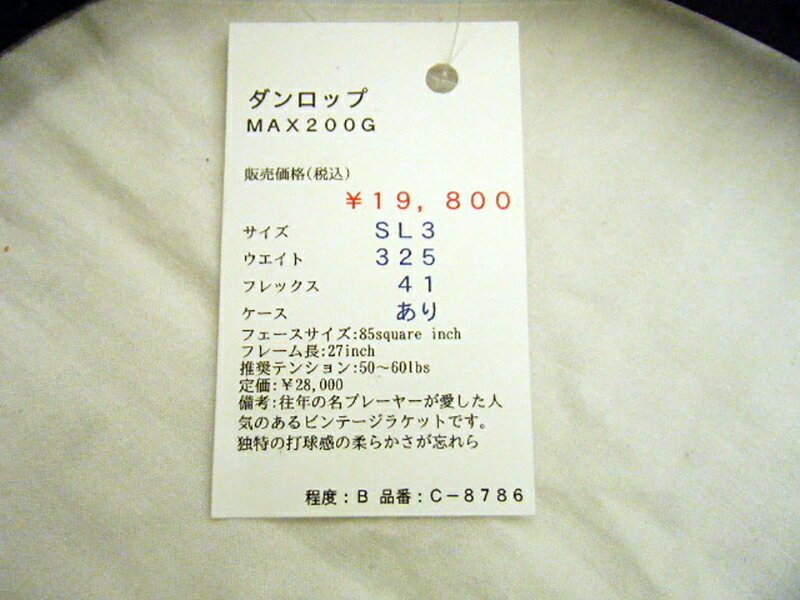 ダンロップ
MAX200G
販売価格(税込)
￥19,800
サイズ SL3
ウエイト 325
フレックス 41
ケース あり
フェースサイズ:85square inch
フレーム長:27inch
推奨テンション:50～60lbs
定価:￥28,000
備考:往年の名プレーヤーが愛した人
気のあるビンテージラケットです。
独特の打球感の柔らかさが忘れら
程度:B 品番:C-8786